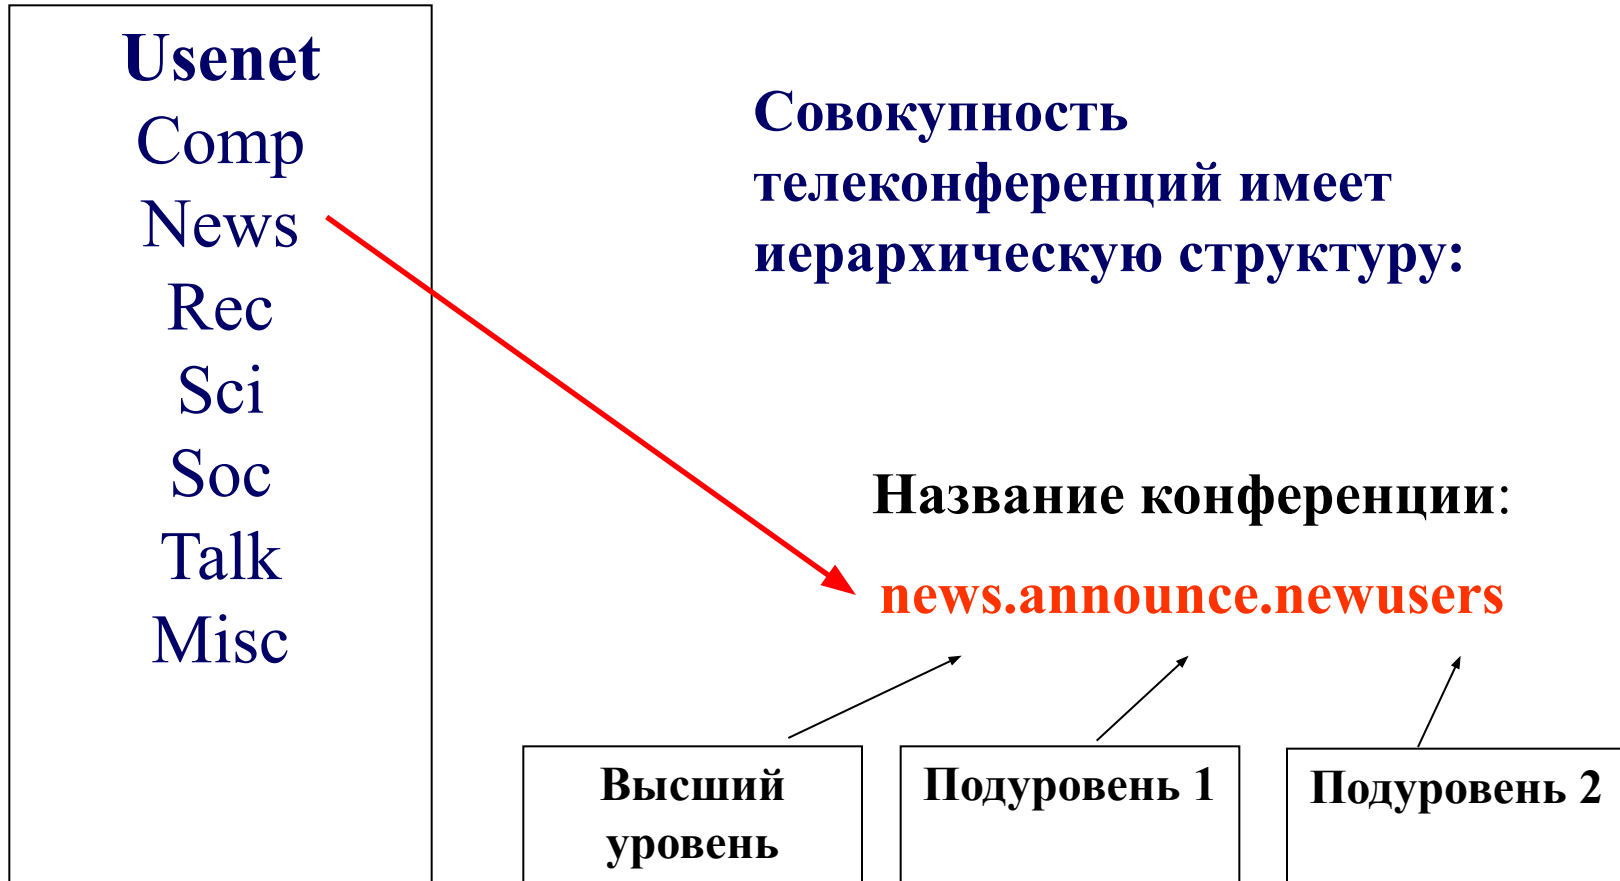 Usenet
Comp
News
Rec
Sci
Soc
Talk
Misc
Совокупность
телеконференций имеет
иерархическую структуру:
Название конференции:
news.announce.newusers
Высший
уровень
Подуровень 1
Подуровень 2